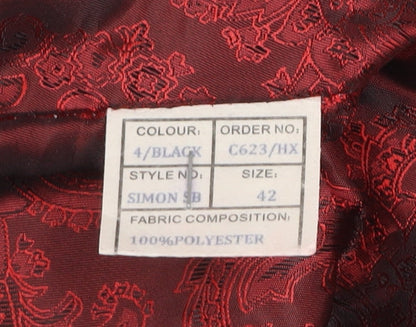 COLOUR: ORDER NO:
4/BLACK C623/HX
STYLE NO: SIZE:
SIMON SB 42
FABRIC COMPOSITION:
100%POLYESTER